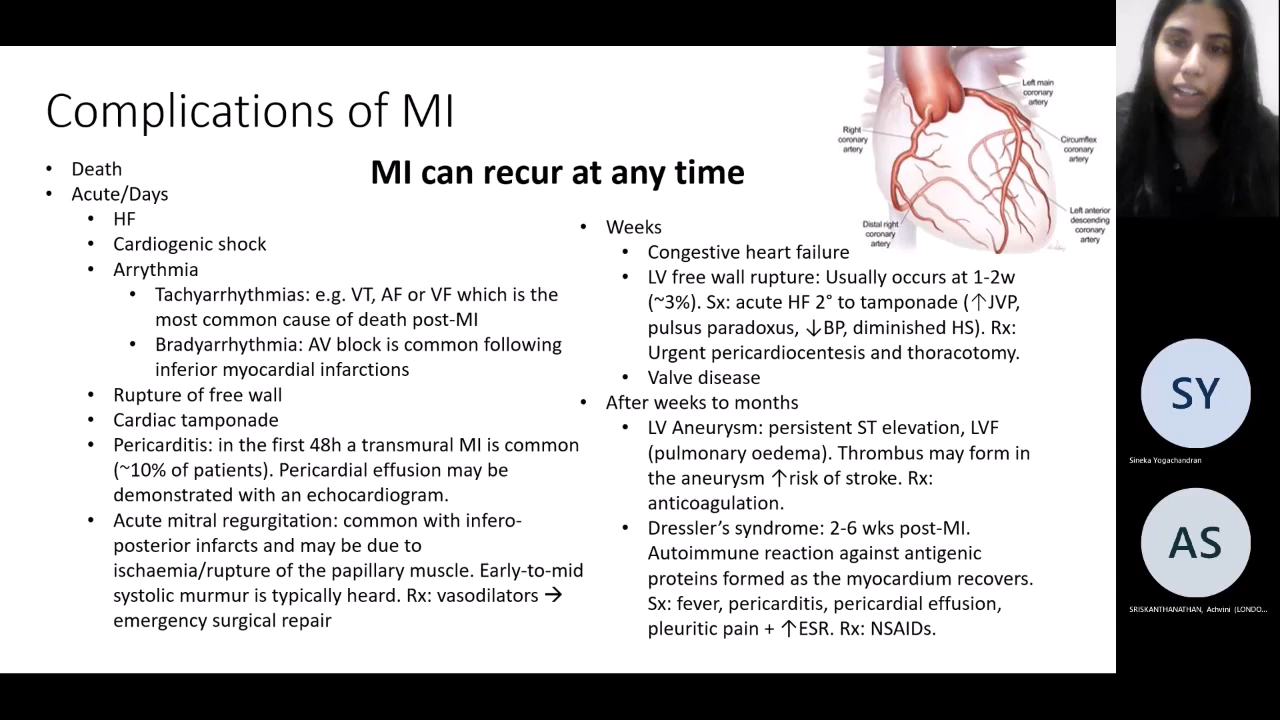 Complications of MI
MI can recur at any time
• Death
• Acute/Days
• HF
• Cardiogenic shock
• Arrythmia
• Tachyarrhythmias: e.g. VT, AF or VF which is the
most common cause of death post-MI
• Bradyarrhythmia: AV block is common following
inferior myocardial infarctions
• Rupture of free wall
• Cardiac tamponade
• Pericarditis: in the first 48h a transmural MI is common
(~10% of patients). Pericardial effusion may be
demonstrated with an echocardiogram.
• Acute mitral regurgitation: common with infero-
posterior infarcts and may be due to
ischaemia/rupture of the papillary muscle. Early-to-mid
systolic murmur is typically heard. Rx: vasodilators →
emergency surgical repair
• Weeks
• Congestive heart failure
• LV free wall rupture: Usually occurs at 1-2w
(~3%). Sx: acute HF 2° to tamponade (↑JVP,
pulsus paradoxus, ↓BP, diminished HS). Rx:
Urgent pericardiocentesis and thoracotomy.
• Valve disease
• After weeks to months
• LV Aneurysm: persistent ST elevation, LVF
(pulmonary oedema). Thrombus may form in
the aneurysm ↑risk of stroke. Rx:
anticoagulation.
• Dressler's syndrome: 2-6 wks post-MI.
Autoimmune reaction against antigenic
proteins formed as the myocardium recovers.
Sx: fever, pericarditis, pericardial effusion,
pleuritic pain + ↑ESR. Rx: NSAIDs.
Left main
coronary
artery
Right
coronary
artery
Circumflex
coronary
artery
Left anterior
descending
coronary
artery
Distal right
coronary
artery
SY
Sineka Yogachandran
AS
SRISKANTHANATHAN, Achvini (LONDO...